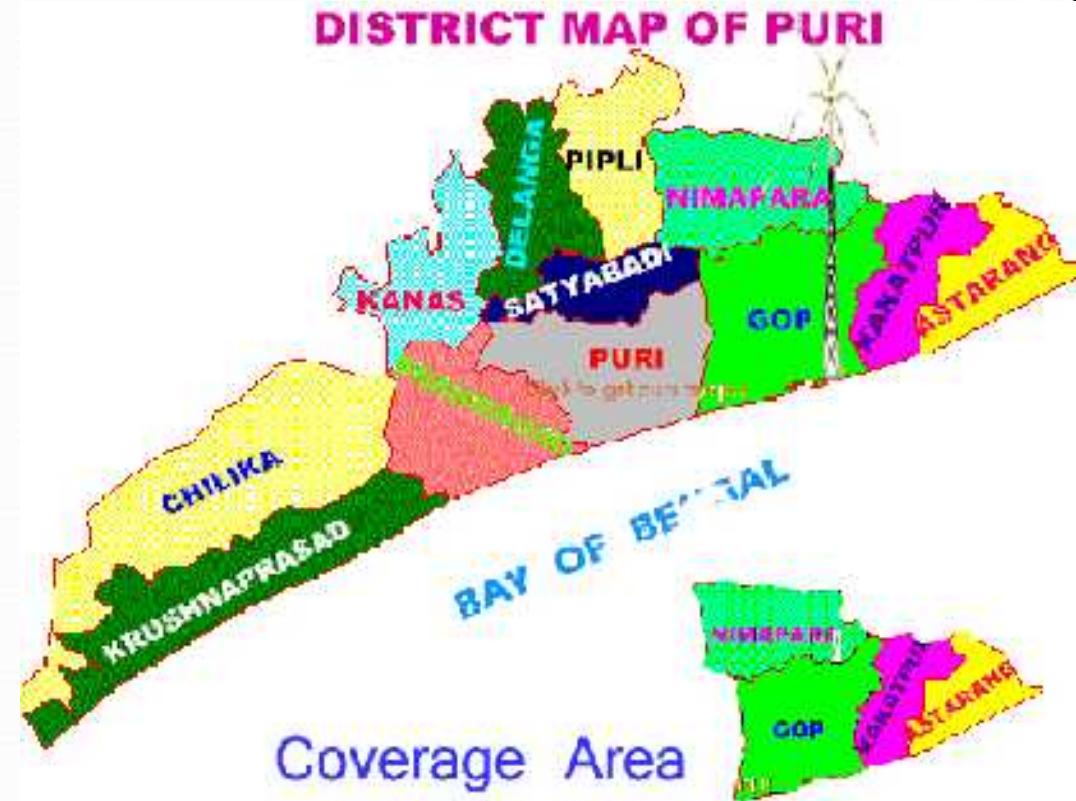 DISTRICT MAP OF PURI
PIPLI
DELANGA
NIMAPARA
KAKATPUR
ASTARANG
SATYABADI
KANAS
GOP
PURI
CHILIKA
KRUSHNAPRASAD
BAY OF BENGAL
NIMAPARA
KAKATPUR
ASTARANG
GOP
Coverage Area